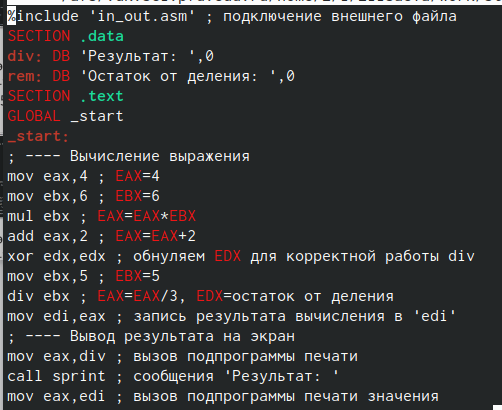 %include 'in_out.asm' ; подключение внешнего файла
SECTION .data
div: DB 'Результат: ',0
rem: DB 'Остаток от деления: ',0
SECTION .text
GLOBAL _start
_start:
; ---- Вычисление выражения
mov eax,4 ; EAX=4
mov ebx,6 ; EBX=6
mul ebx ; EAX=EAX*EBX
add eax,2 ; EAX=EAX+2
xor edx,edx ; обнуляем EDX для корректной работы div
mov ebx,5 ; EBX=5
div ebx ; EAX=EAX/3, EDX=остаток от деления
mov edi,eax ; запись результата вычисления в 'edi'
; ---- Вывод результата на экран
mov eax,div ; вызов подпрограммы печати
call sprint ; сообщения 'Результат: '
mov eax,edi ; вызов подпрограммы печати значения